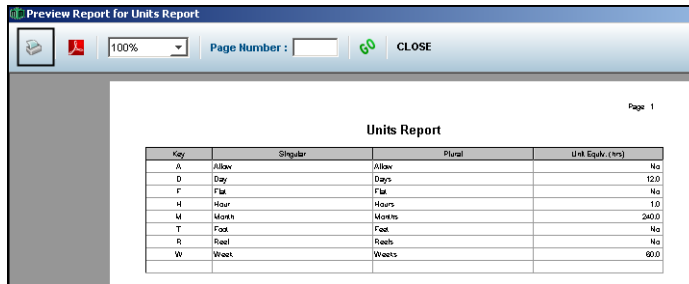 Preview Report for Units Report
100% Page Number : GO CLOSE
Page 1
Units Report
Key Singular Plural Unit Equiv. (hrs)
A Allow Allow No
D Day Days 12.0
F Flat Flat No
H Hour Hours 1.0
M Month Months 240.0
T Foot Feet No
R Reel Reels No
W Week Weeks 60.0